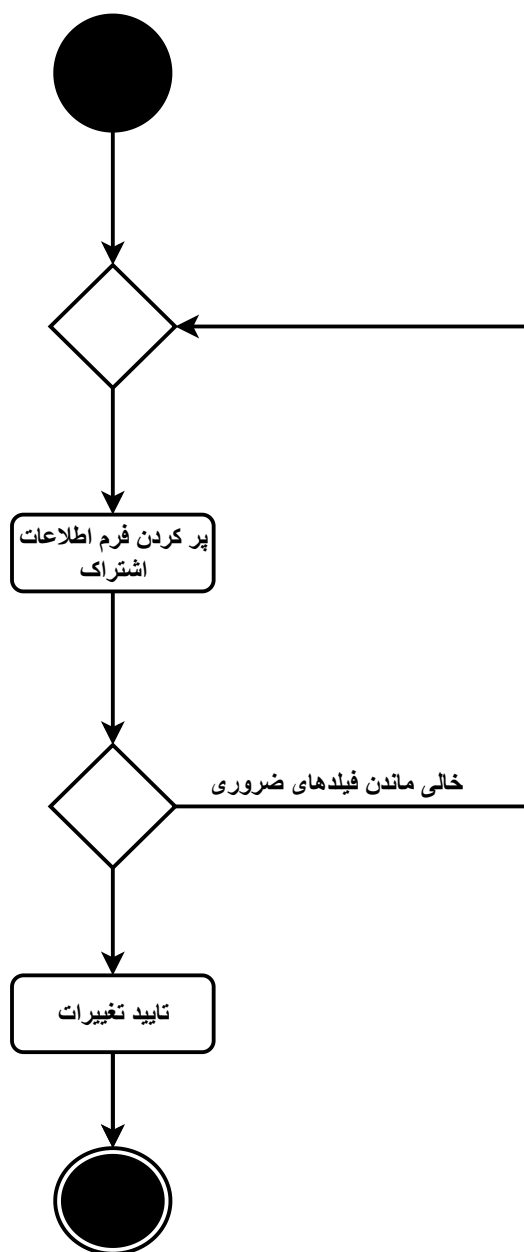 پر کردن فرم اطلاعات
اشتراک
خالی ماندن فیلدهای ضروری
تایید تغییرات